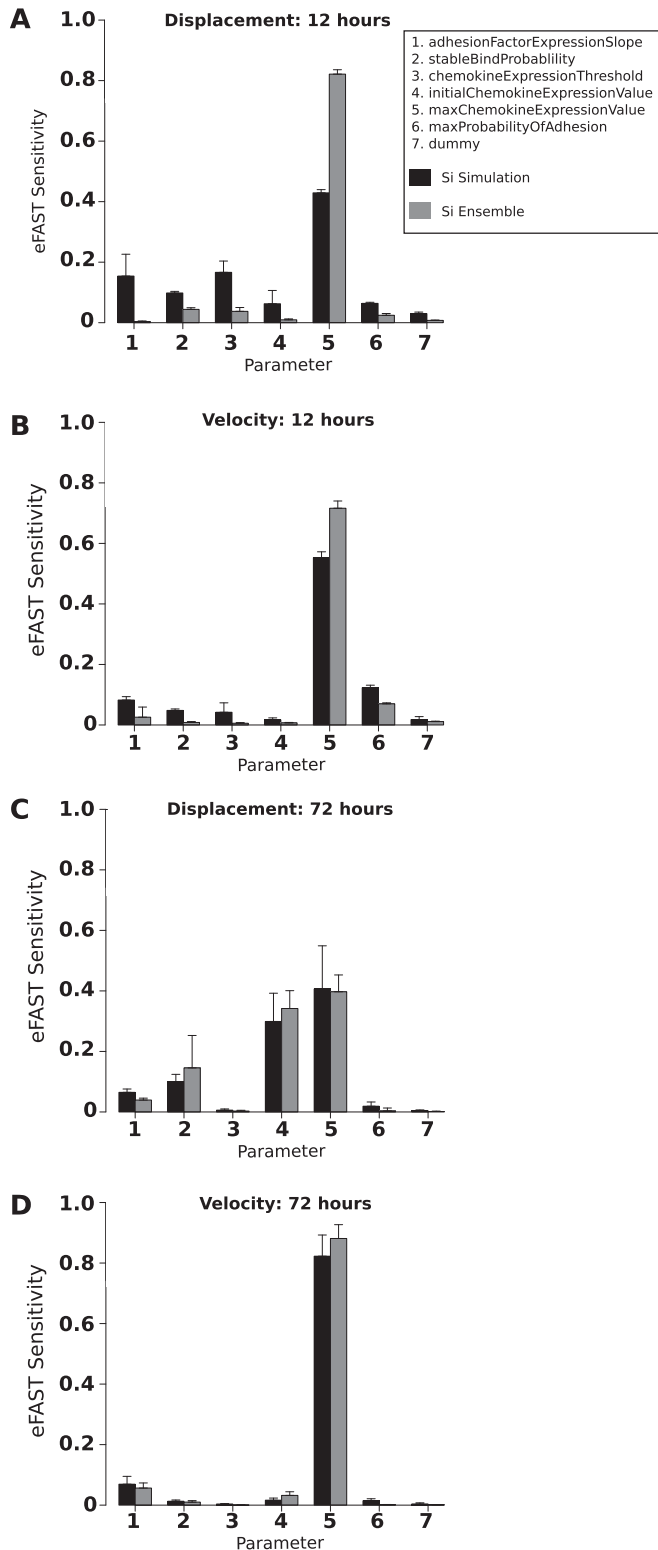 A
Displacement: 12 hours
1. adhesionFactorExpressionSlope
2. stableBindProbablility
3. chemokineExpressionThreshold
4. initialChemokineExpressionValue
5. maxChemokineExpressionValue
6. maxProbabilityOfAdhesion
7. dummy
Si Simulation
Si Ensemble
eFAST Sensitivity
1.0
0.8
0.6
0.4
0.2
0
1 2 3 4 5 6 7
Parameter
B
Velocity: 12 hours
eFAST Sensitivity
1.0
0.8
0.6
0.4
0.2
0
1 2 3 4 5 6 7
Parameter
C
Displacement: 72 hours
eFAST Sensitivity
1.0
0.8
0.6
0.4
0.2
0
1 2 3 4 5 6 7
Parameter
D
Velocity: 72 hours
eFAST Sensitivity
1.0
0.8
0.6
0.4
0.2
0
1 2 3 4 5 6 7
Parameter